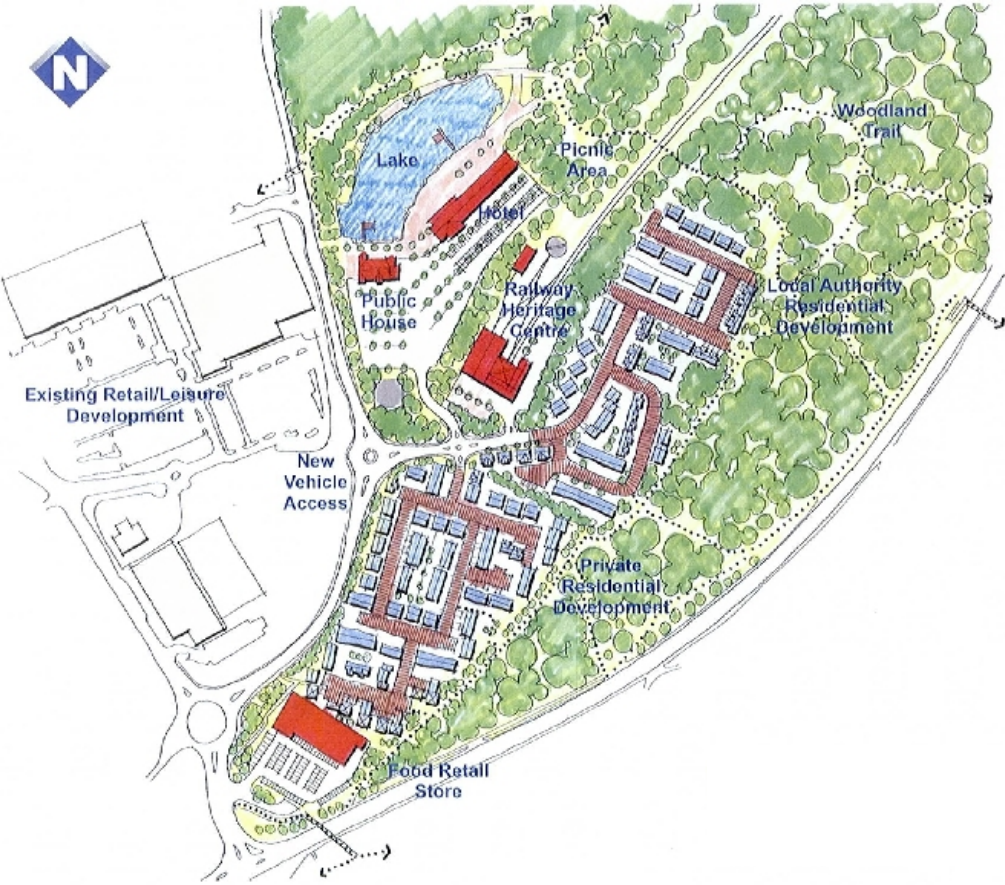 N
Woodland
Trail
Lake
Picnic
Area
Hotel
Public
House
Railway
Heritage
Centre
Local Authority
Residential
Development
Existing Retail/Leisure
Development
New
Vehicle
Access
Private
Residential
Development
Food Retail
Store